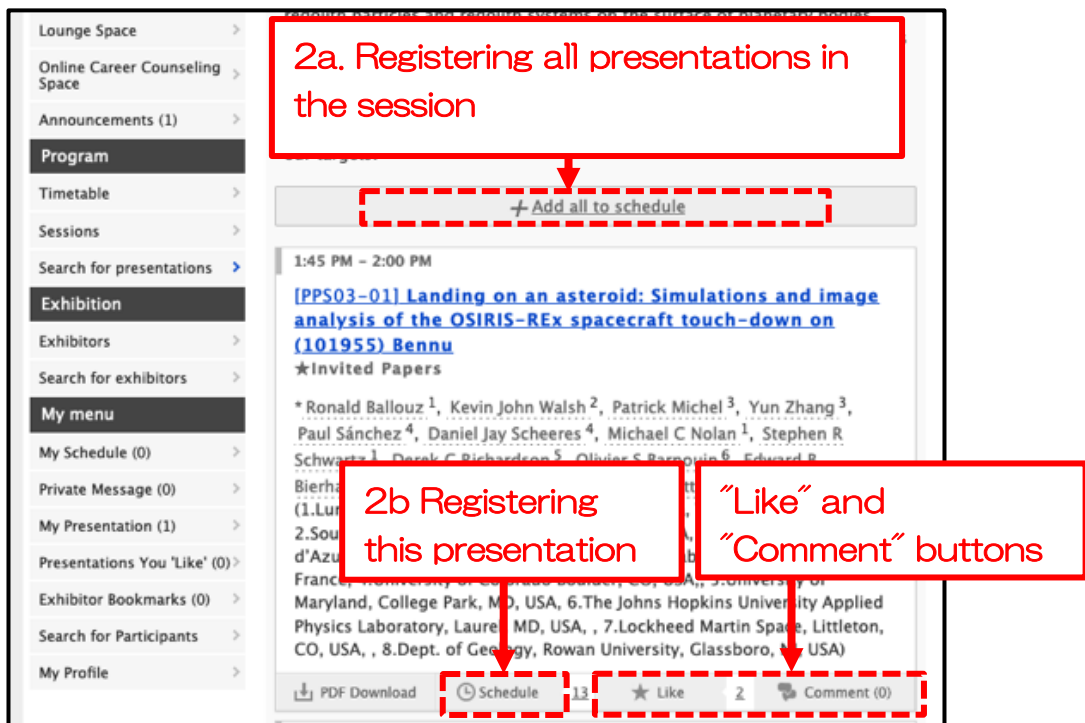 Lounge Space
Online Career Counseling
Space
Announcements (1)
Program
Timetable
Sessions
Search for presentations
Exhibition
Exhibitors
Search for exhibitors
My menu
My Schedule (0)
Private Message (0)
My Presentation (1)
Presentations You 'Like' (0)
Exhibitor Bookmarks (0)
Search for Participants
My Profile
2a. Registering all presentations in
the session
+ Add all to schedule
1:45 PM – 2:00 PM
[PPS03-01] Landing on an asteroid: Simulations and image
analysis of the OSIRIS-REx spacecraft touch-down on
(101955) Bennu
★Invited Papers
* Ronald Ballouz 1, Kevin John Walsh 2, Patrick Michel 3, Yun Zhang 3,
Paul Sánchez 4, Daniel Jay Scheeres 4, Michael C Nolan 1, Stephen R
2b Registering
this presentation
"Like" and
"Comment" buttons
Maryland, College Park, MD, USA, 6.The Johns Hopkins University Applied
Physics Laboratory, Laurel, MD, USA, , 7.Lockheed Martin Space, Littleton,
CO, USA, , 8.Dept. of Geology, Rowan University, Glassboro, USA)
PDF Download
Schedule
13
★ Like
2
Comment (0)